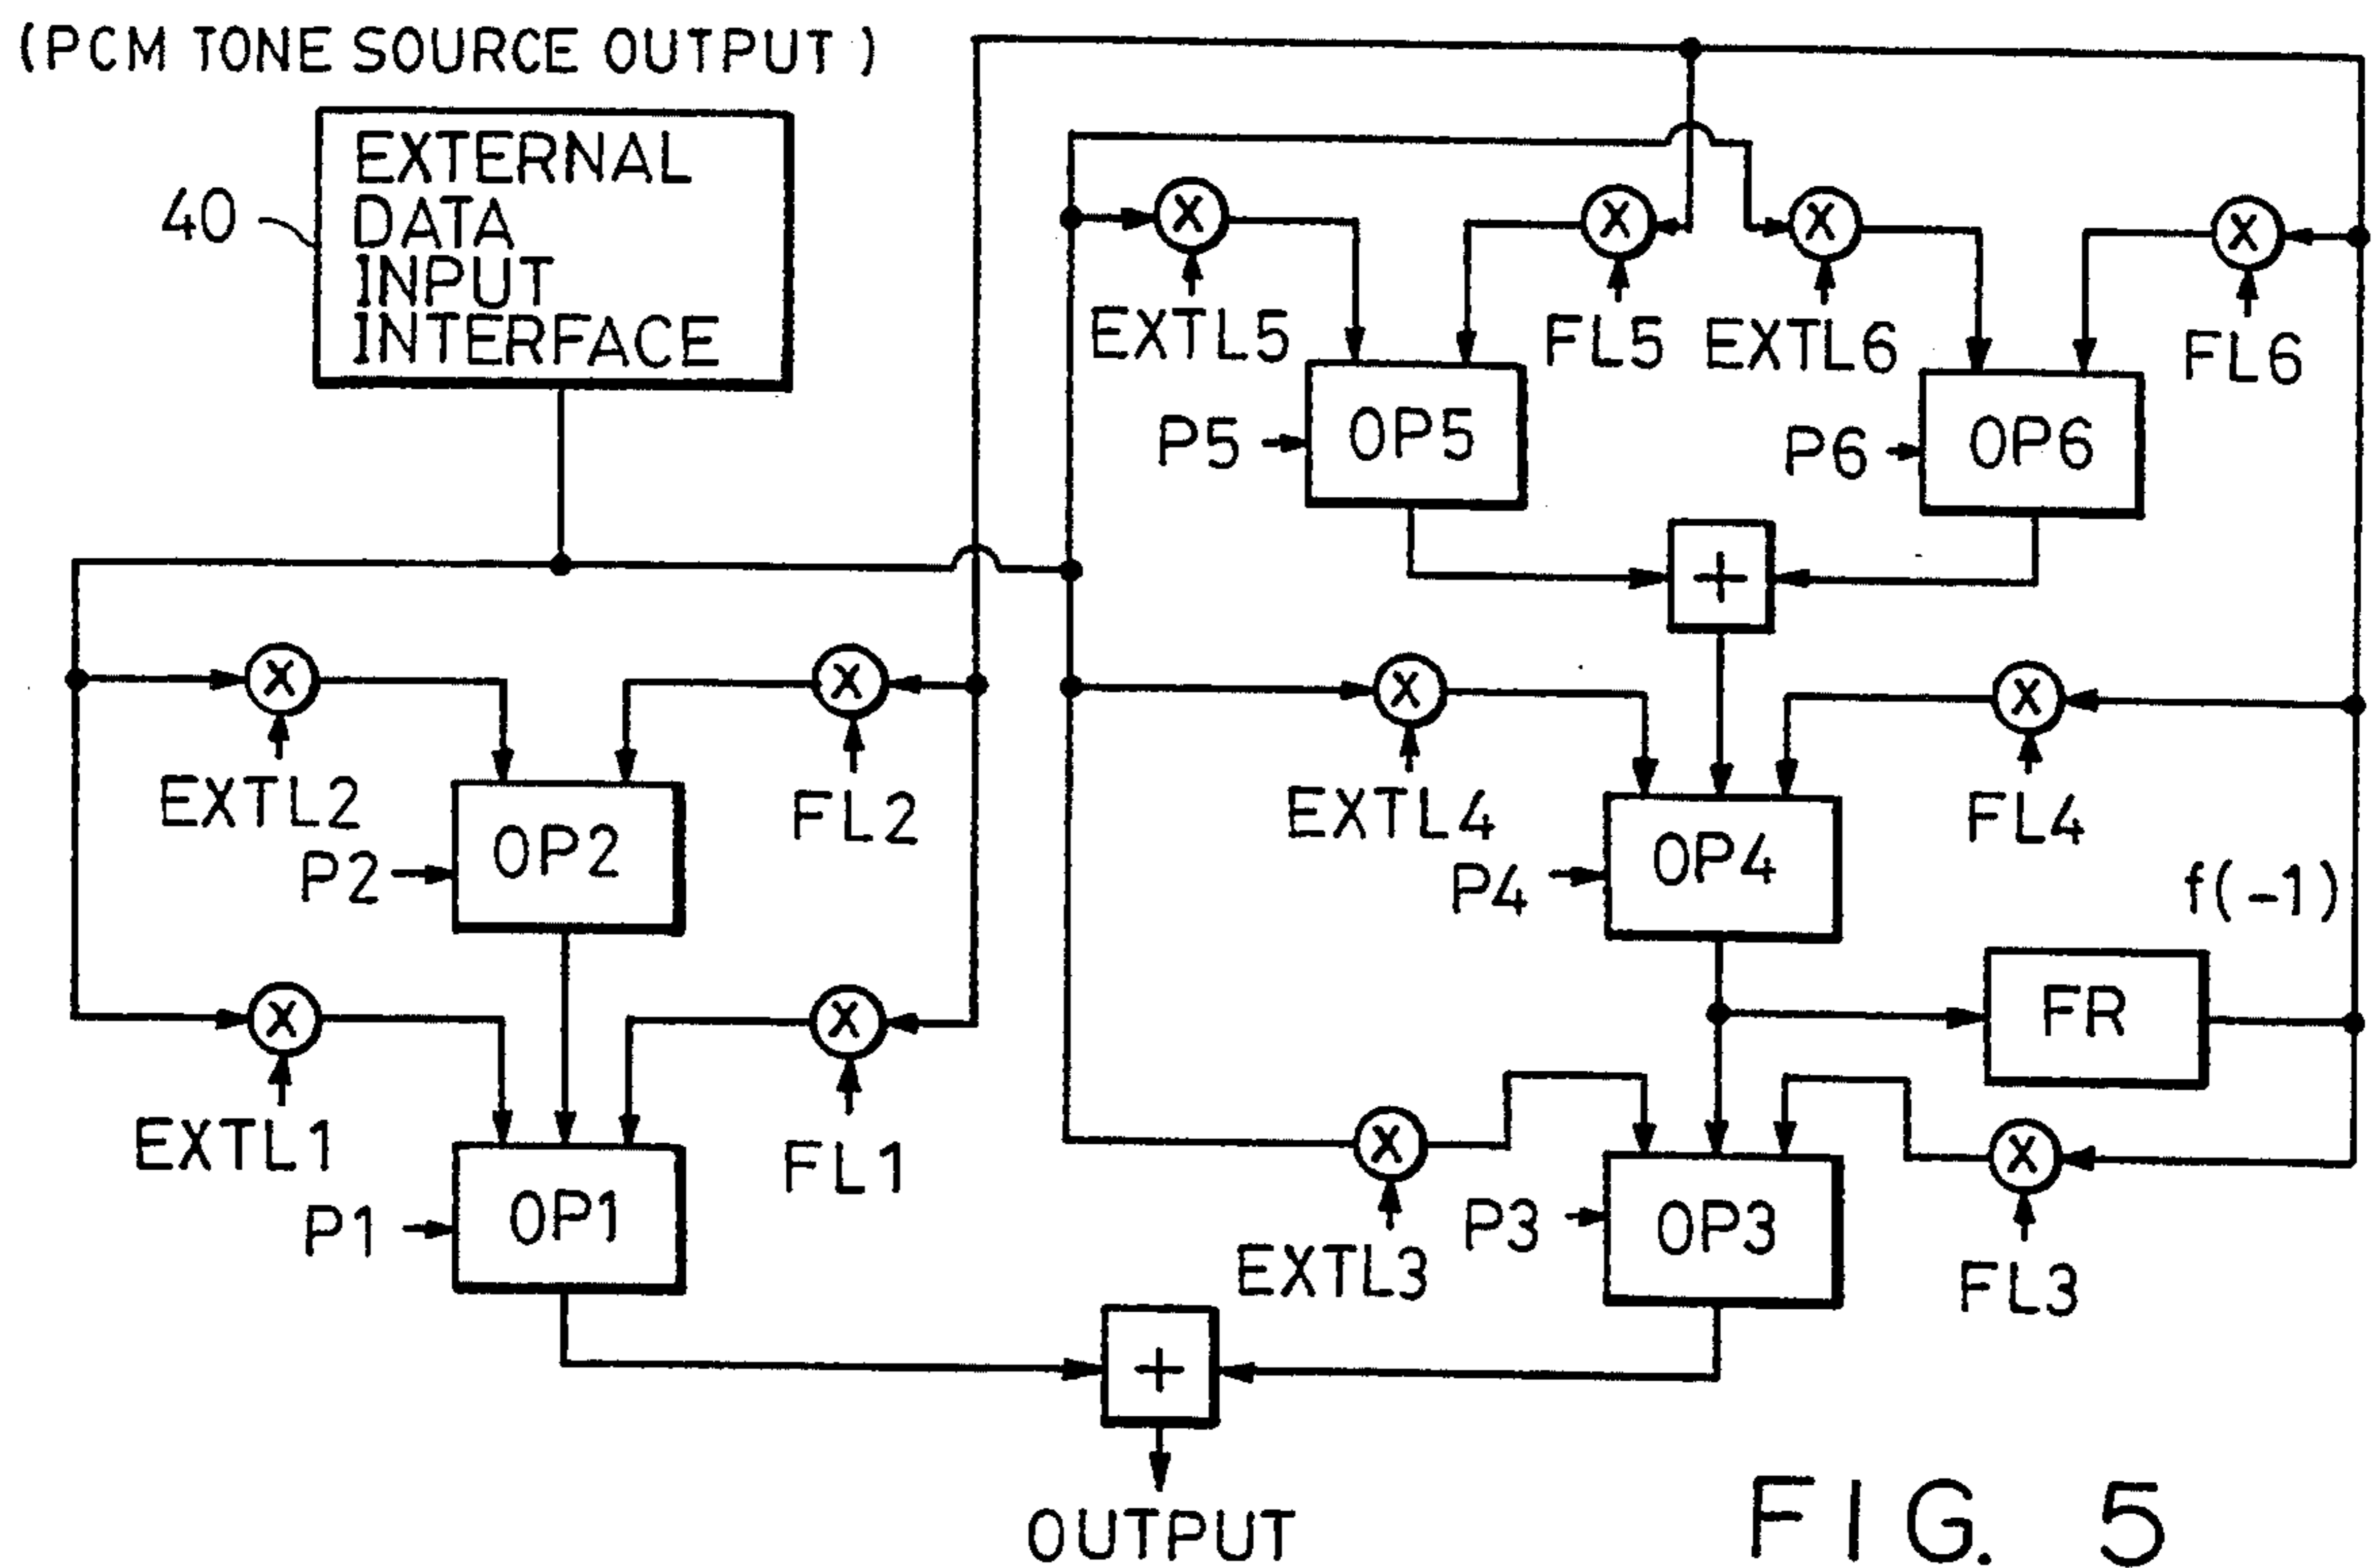 (PCM TONE SOURCE OUTPUT)
EXTERNAL
DATA
INPUT
INTERFACE
40
X
X
X
X
EXTL5
FL5
EXTL6
FL6
P5
OP5
P6
OP6
+
X
X
X
X
EXTL2
FL2
EXTL4
FL4
P2
OP2
P4
OP4
f(-1)
X
X
FR
EXTL1
FL1
X
X
P1
OP1
P3
OP3
EXTL3
FL3
+
OUTPUT
FIG. 5